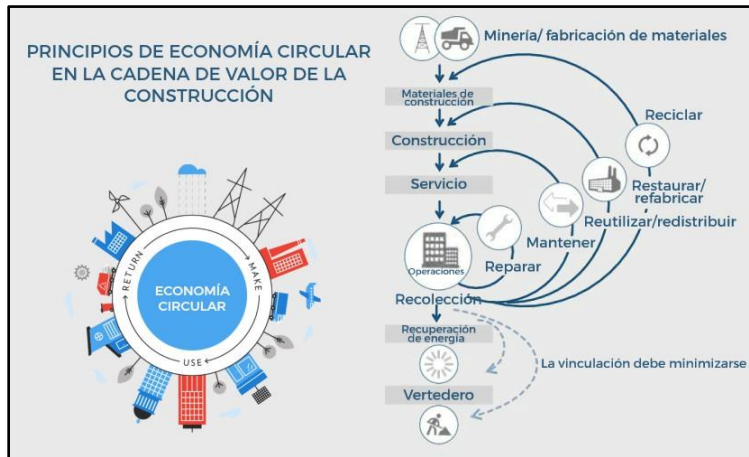 PRINCIPIOS DE ECONOMÍA CIRCULAR
EN LA CADENA DE VALOR DE LA
CONSTRUCCIÓN
RETURN
MAKE
USE
ECONOMÍA
CIRCULAR
Minería/ fabricación de materiales
Materiales de
construcción
Reciclar
Construcción
Servicio
Restaurar/
refabricar
Reutilizar/redistribuir
Mantener
Operaciones
Reparar
Recolección
Recuperación
de energía
La vinculación debe minimizarse
Vertedero